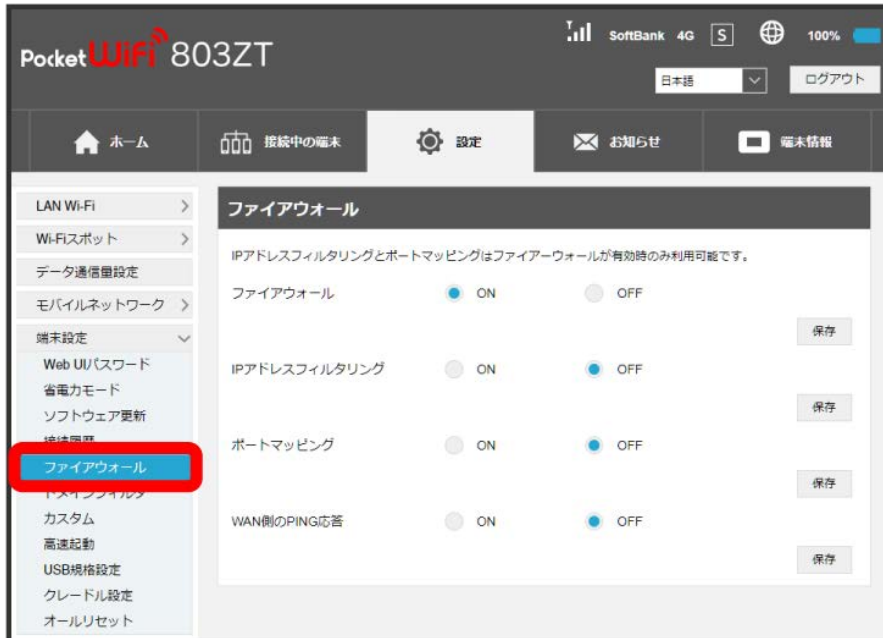 Pocket WiFi 803ZT
SoftBank 4G S 100%
日本語 ログアウト
ホーム 接続中の端末 設定 お知らせ 端末情報
LAN Wi-Fi
Wi-Fiスポット
データ通信量設定
モバイルネットワーク
端末設定
Web UIパスワード
省電力モード
ソフトウェア更新
接続履歴
ファイアウォール
ドメインフィルタ
カスタム
高速起動
USB規格設定
クレードル設定
オールリセット
ファイアウォール
IPアドレスフィルタリングとポートマッピングはファイアーウォールが有効時のみ利用可能です。
ファイアウォール ON OFF
保存
IPアドレスフィルタリング ON OFF
保存
ポートマッピング ON OFF
保存
WAN側のPING応答 ON OFF
保存